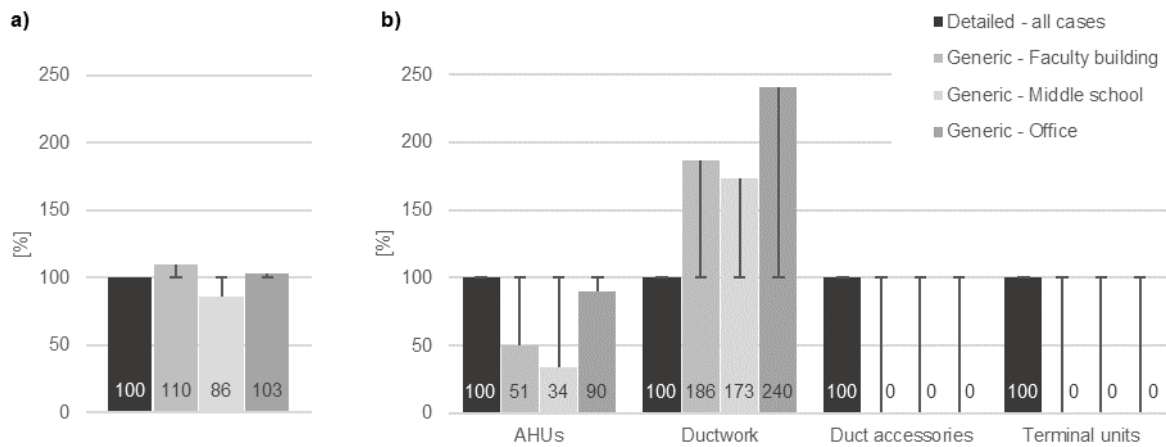 a)
b)
Detailed - all cases
Generic - Faculty building
Generic - Middle school
Generic - Office
250
200
150
100
50
0
[%]
100 110 86 103
250
200
150
100
50
0
[%]
100 51 34 90 100 186 173 240 100 0 0 0 100 0 0 0
AHUs Ductwork Duct accessories Terminal units